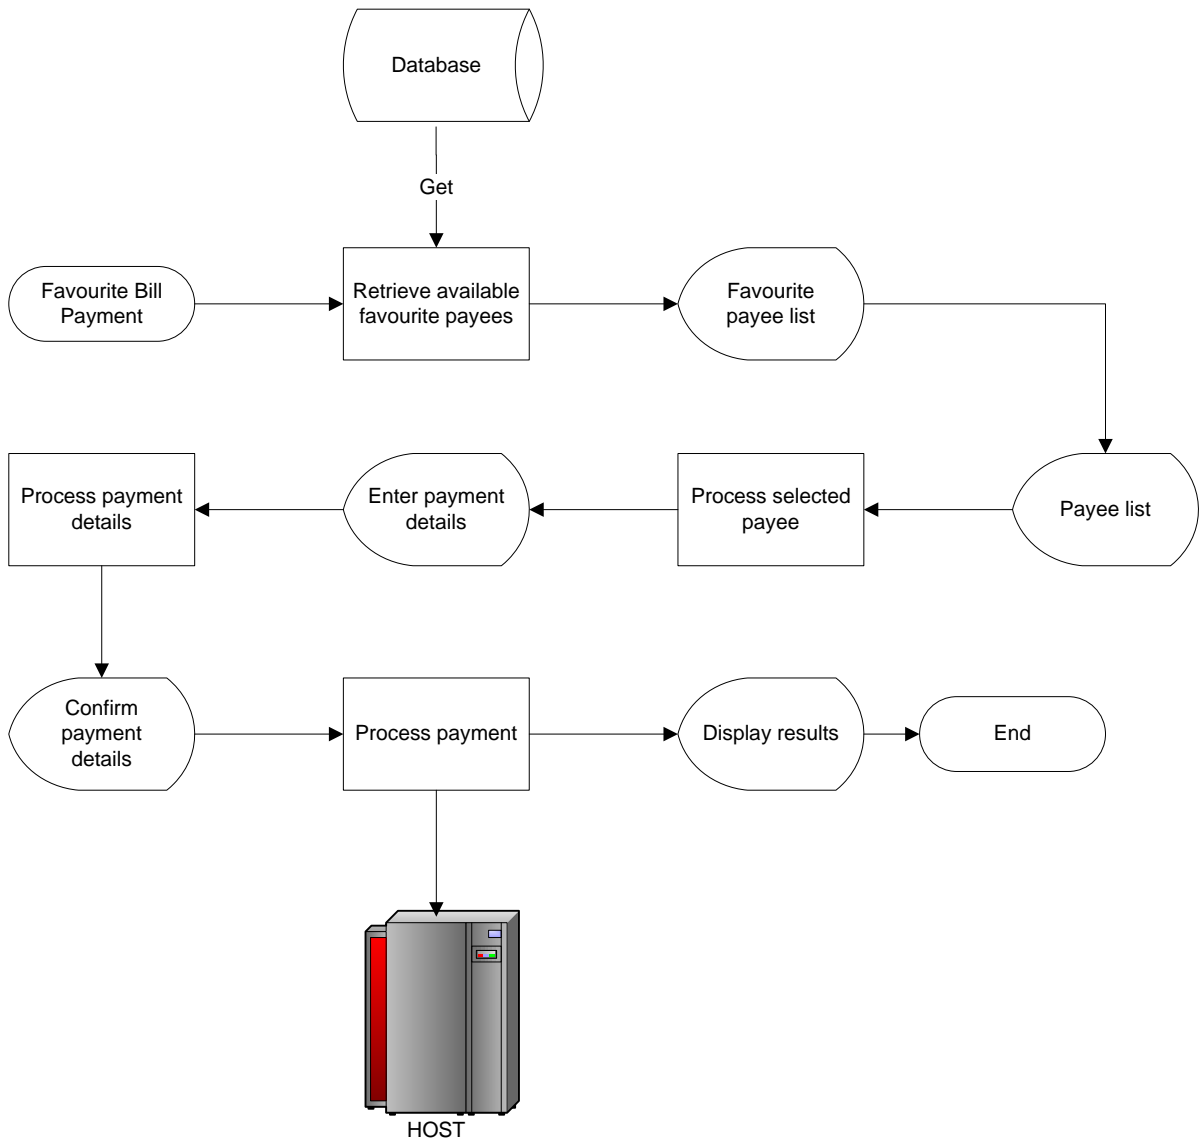 Database
Get
Favourite Bill
Payment
Retrieve available
favourite payees
Favourite
payee list
Payee list
Process selected
payee
Enter payment
details
Process payment
details
Confirm
payment
details
Process payment
Display results
End
HOST